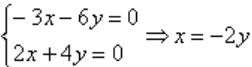 { −3x − 6y = 0
2x + 4y = 0 ⇒ x = −2y